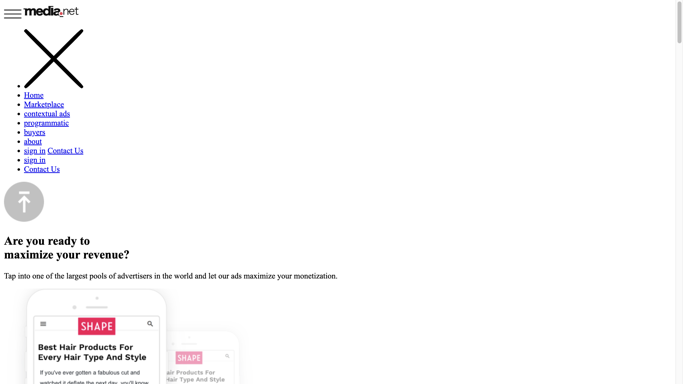 media.net
Home
Marketplace
contextual ads
programmatic
buyers
about
sign in Contact Us
sign in
Contact Us
Are you ready to
maximize your revenue?
Tap into one of the largest pools of advertisers in the world and let our ads maximize your monetization.
SHAPE
Best Hair Products For
Every Hair Type And Style
If you've ever gotten a fabulous cut and
watched it deflate the next day, you'll know
SHAPE
Hair Products For
Hair Type And Style